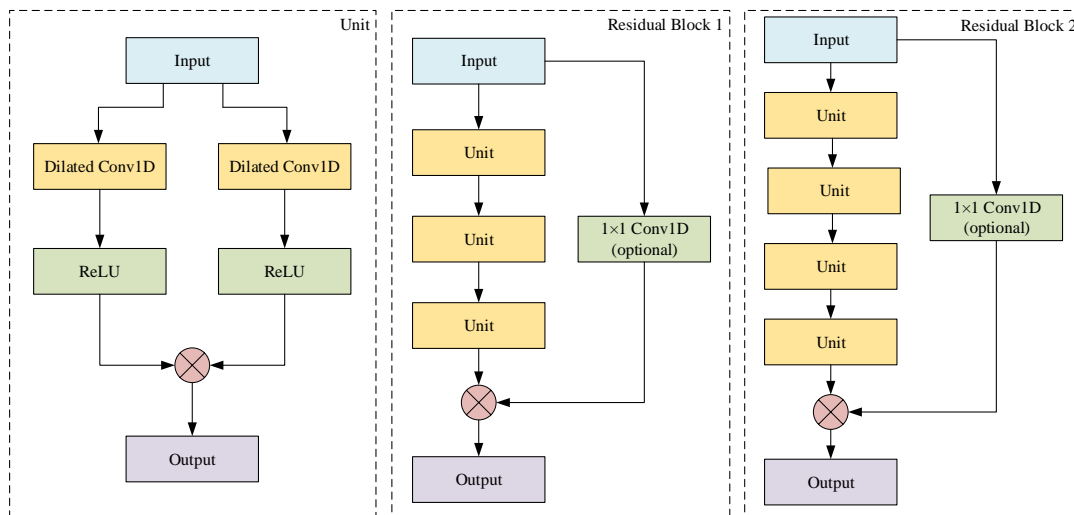 Unit
Input
Dilated Conv1D
Dilated Conv1D
ReLU
ReLU
Output
Residual Block 1
Input
Unit
Unit
1×1 Conv1D
(optional)
Unit
Output
Residual Block 2
Input
Unit
Unit
1×1 Conv1D
(optional)
Unit
Unit
Output